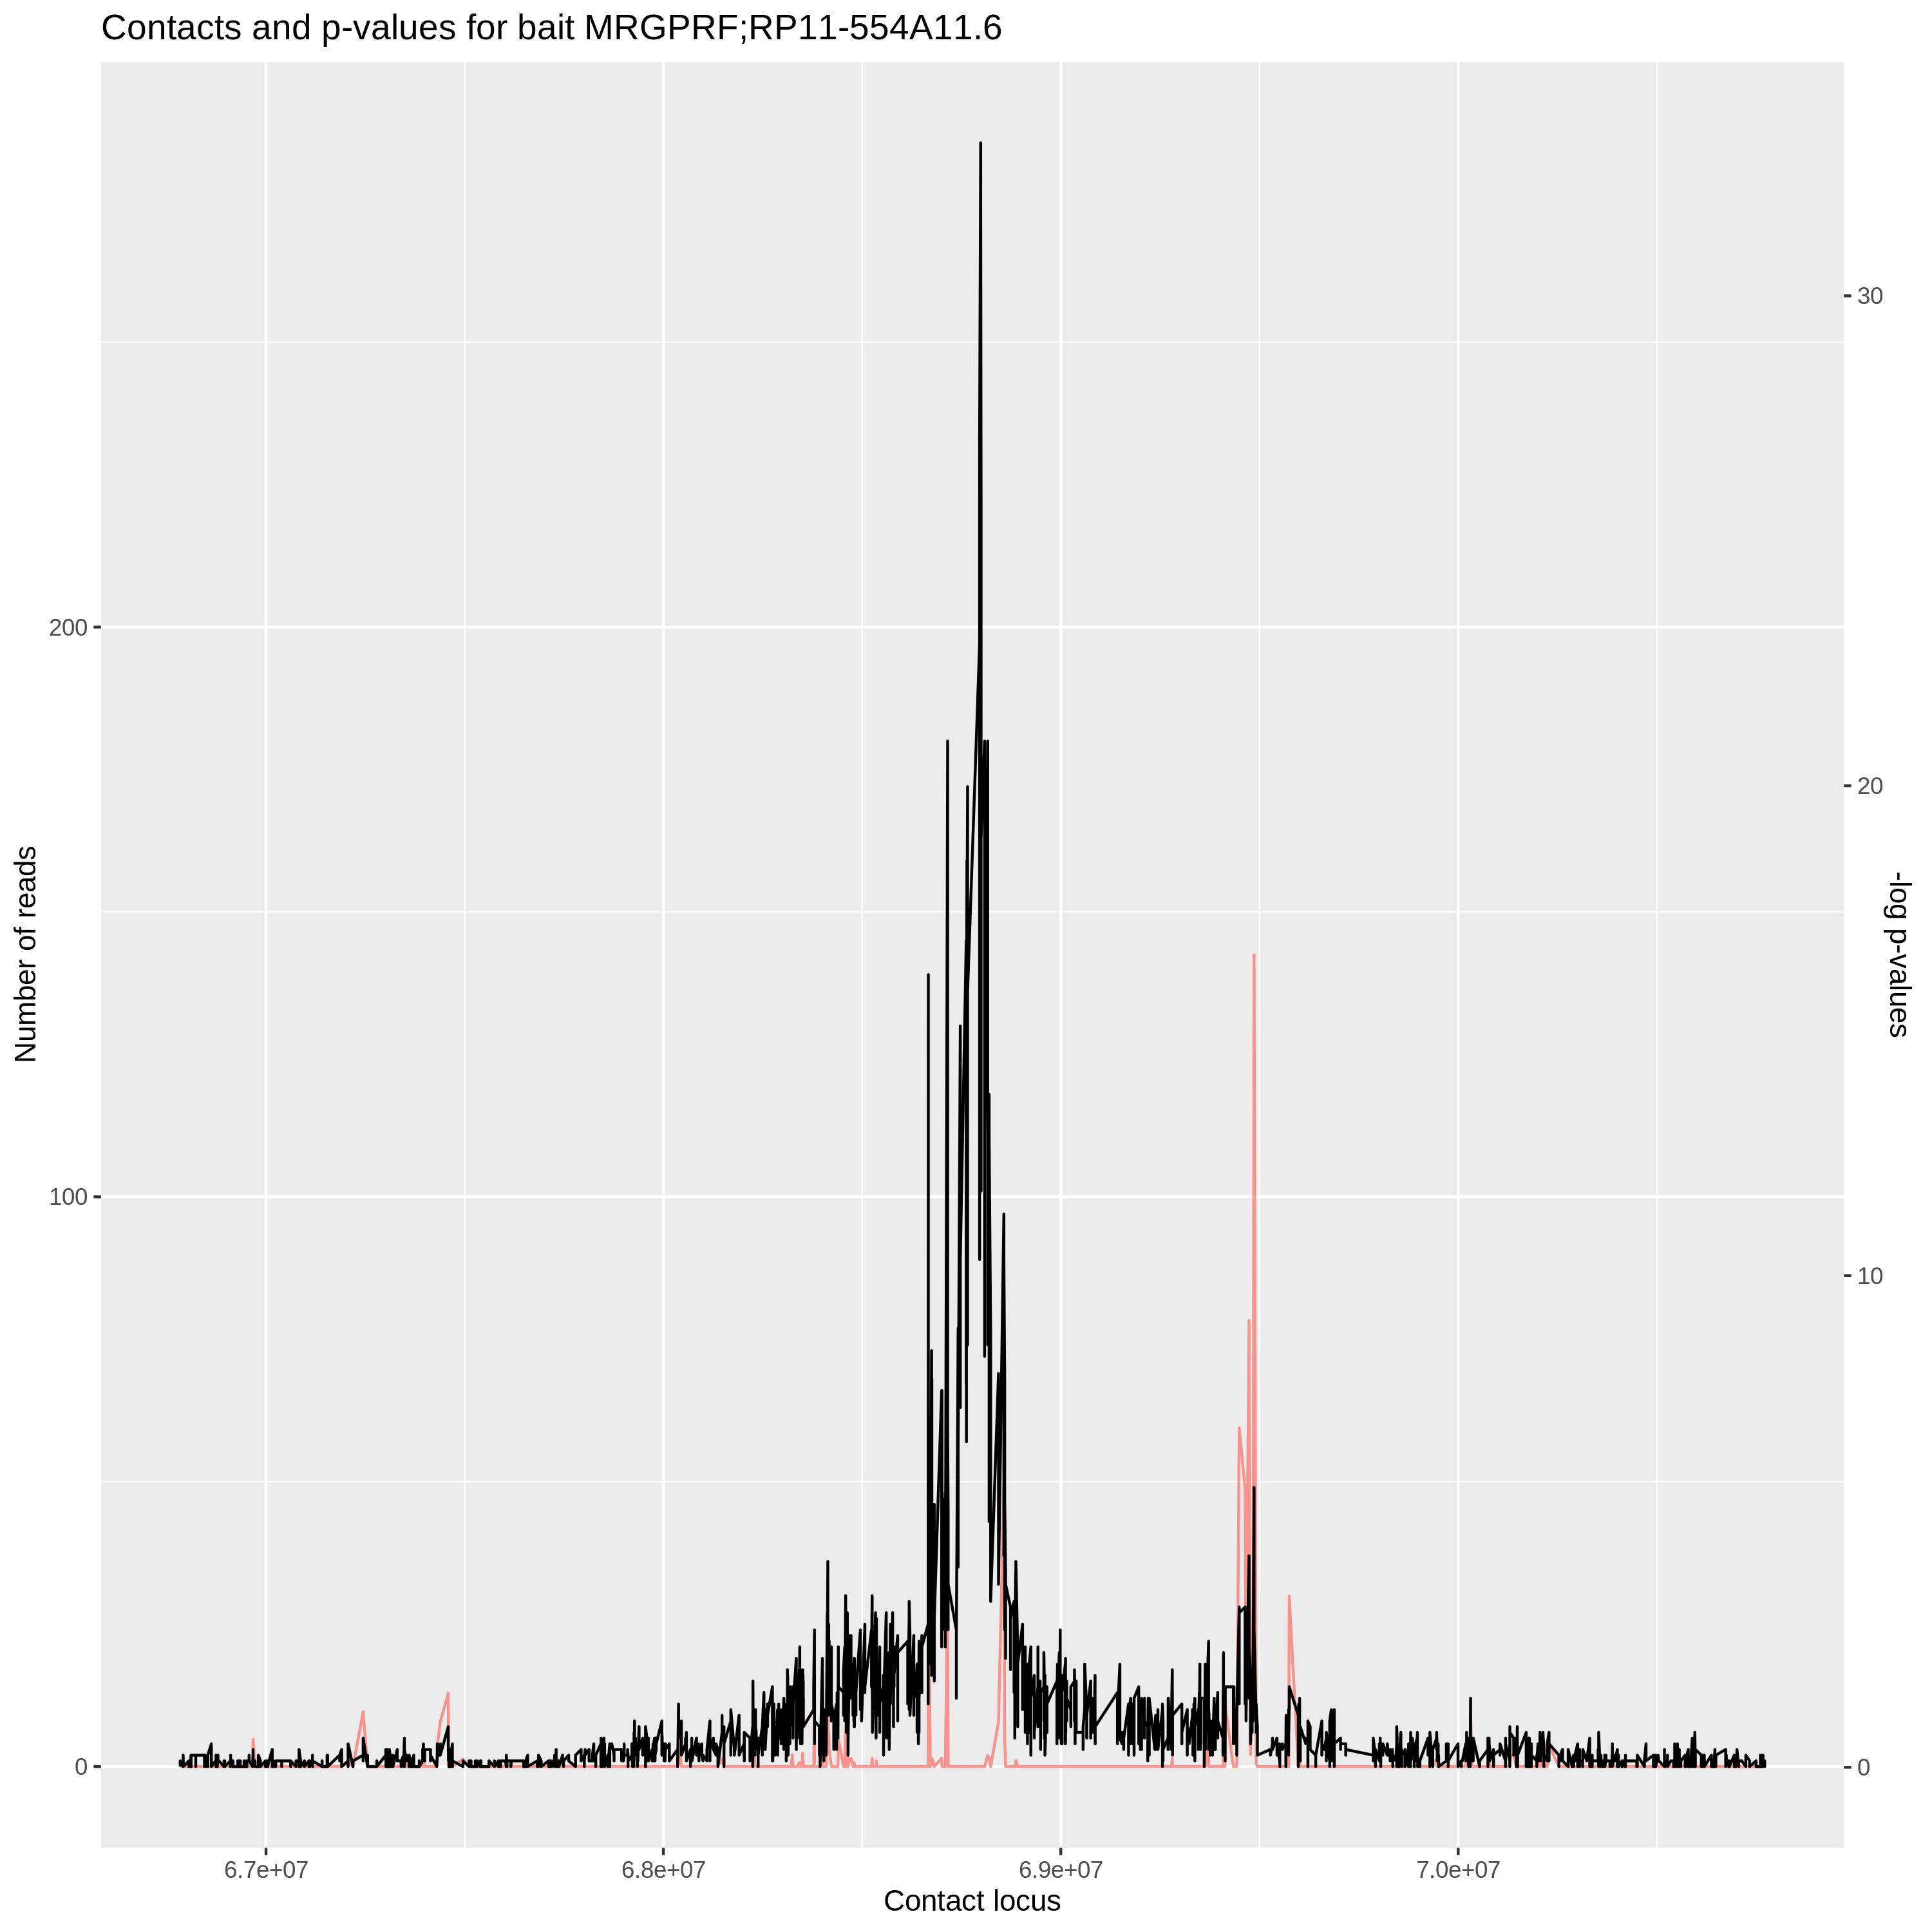 Contacts and p-values for bait MRGPRF;RP11-554A11.6
Number of reads
200
100
0
30
20
10
0
-log p-values
6.7e+07
6.8e+07
6.9e+07
7.0e+07
Contact locus